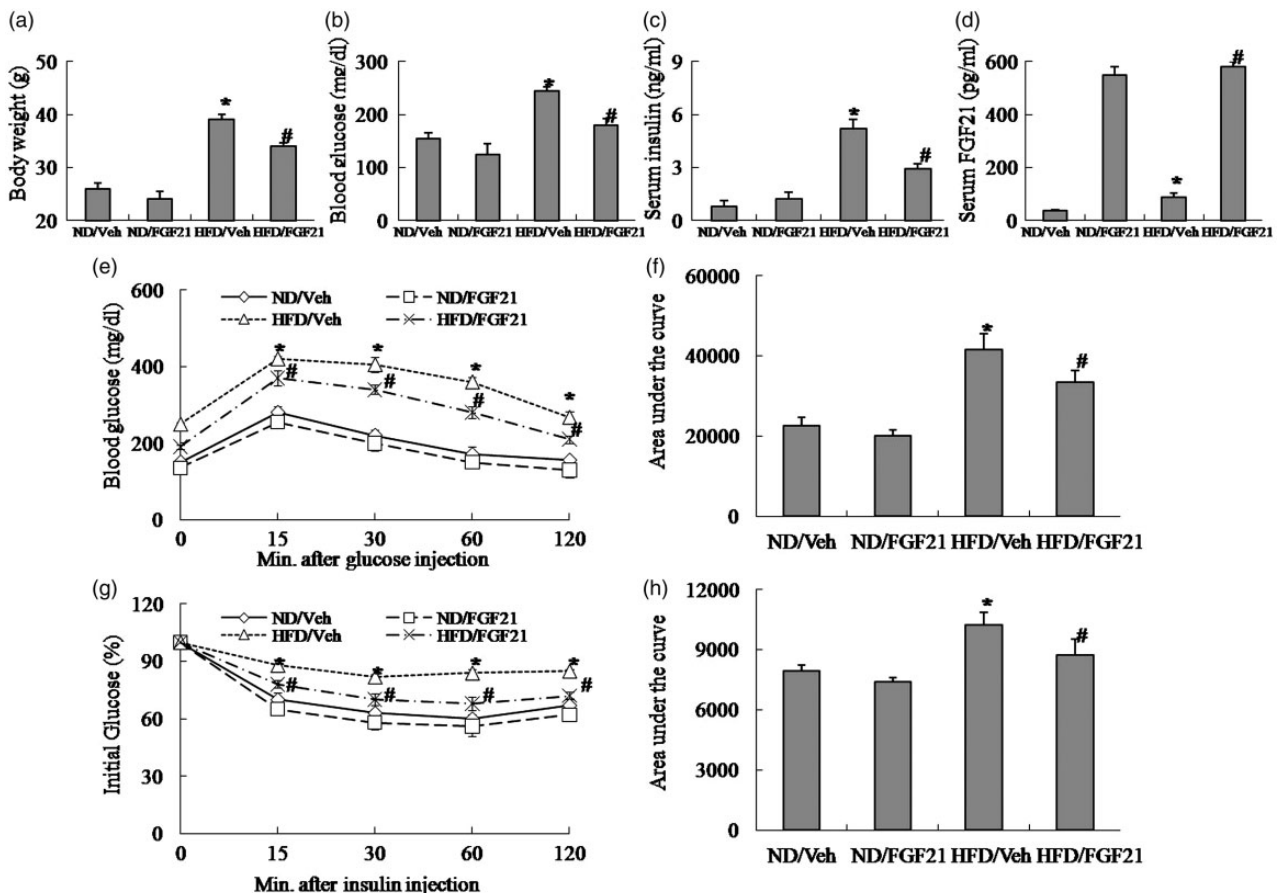 (a)
Body weight (g)
50
40
30
20
*
#
ND/Veh ND/FGF21 HFD/Veh HFD/FGF21
(b)
Blood glucose (mg/dl)
300
200
100
0
*
#
ND/Veh ND/FGF21 HFD/Veh HFD/FGF21
(c)
Serum insulin (ng/ml)
9
6
3
0
*
#
ND/Veh ND/FGF21 HFD/Veh HFD/FGF21
(d)
Serum FGF21 (pg/ml)
600
400
200
0
*
#
ND/Veh ND/FGF21 HFD/Veh HFD/FGF21
(e)
Blood glucose (mg/dl)
600
400
200
0
ND/Veh ND/FGF21
HFD/Veh HFD/FGF21
* * * *
# # # #
0 15 30 60 120
Min. after glucose injection
(f)
Area under the curve
60000
40000
20000
0
*
#
ND/Veh ND/FGF21 HFD/Veh HFD/FGF21
(g)
Initial Glucose (%)
120
90
60
30
0
ND/Veh ND/FGF21
HFD/Veh HFD/FGF21
* * * *
# # # #
0 15 30 60 120
Min. after insulin injection
(h)
Area under the curve
12000
9000
6000
3000
0
*
#
ND/Veh ND/FGF21 HFD/Veh HFD/FGF21